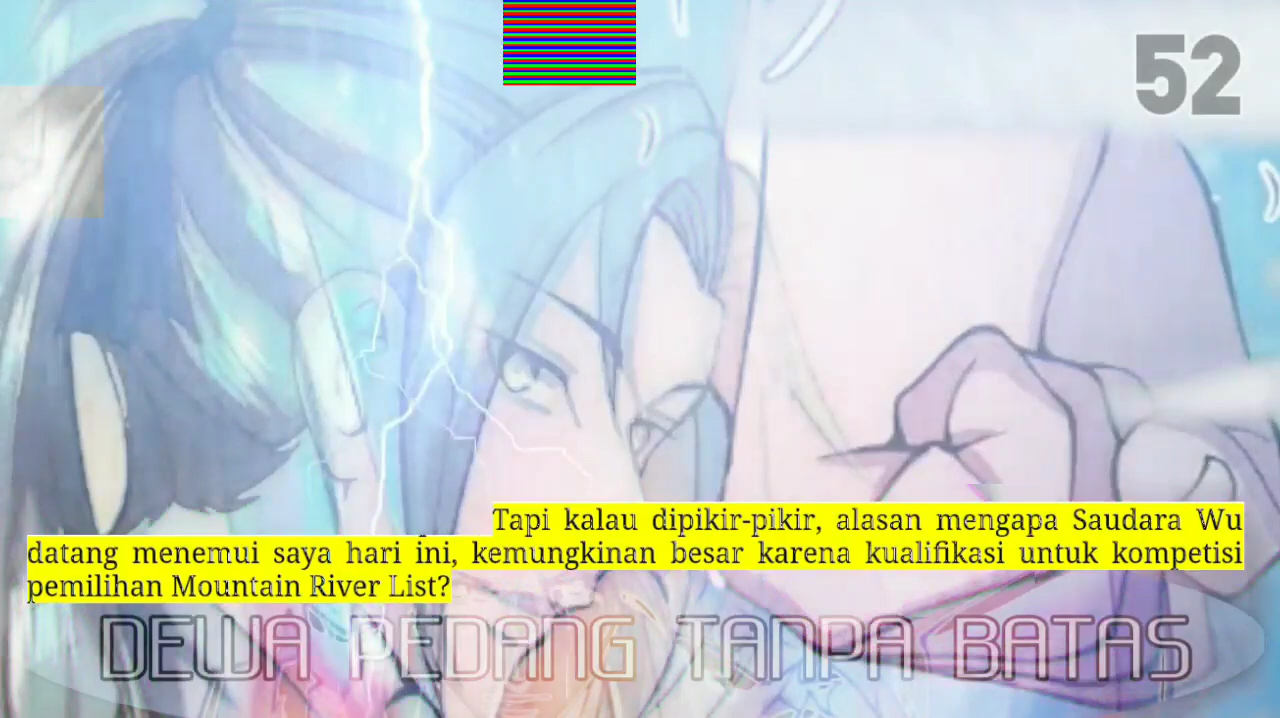 52
Tapi kalau dipikir-pikir, alasan mengapa Saudara Wu
datang menemui saya hari ini, kemungkinan besar karena kualifikasi untuk kompetisi
pemilihan Mountain River List?
DEWA PEDANG TANPA BATAS